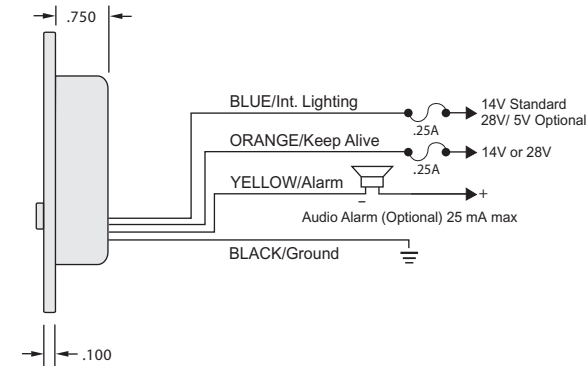 .750
BLUE/Int. Lighting
14V Standard
28V/ 5V Optional
.25A
ORANGE/Keep Alive
14V or 28V
.25A
YELLOW/Alarm
–
+
Audio Alarm (Optional) 25 mA max
BLACK/Ground
.100